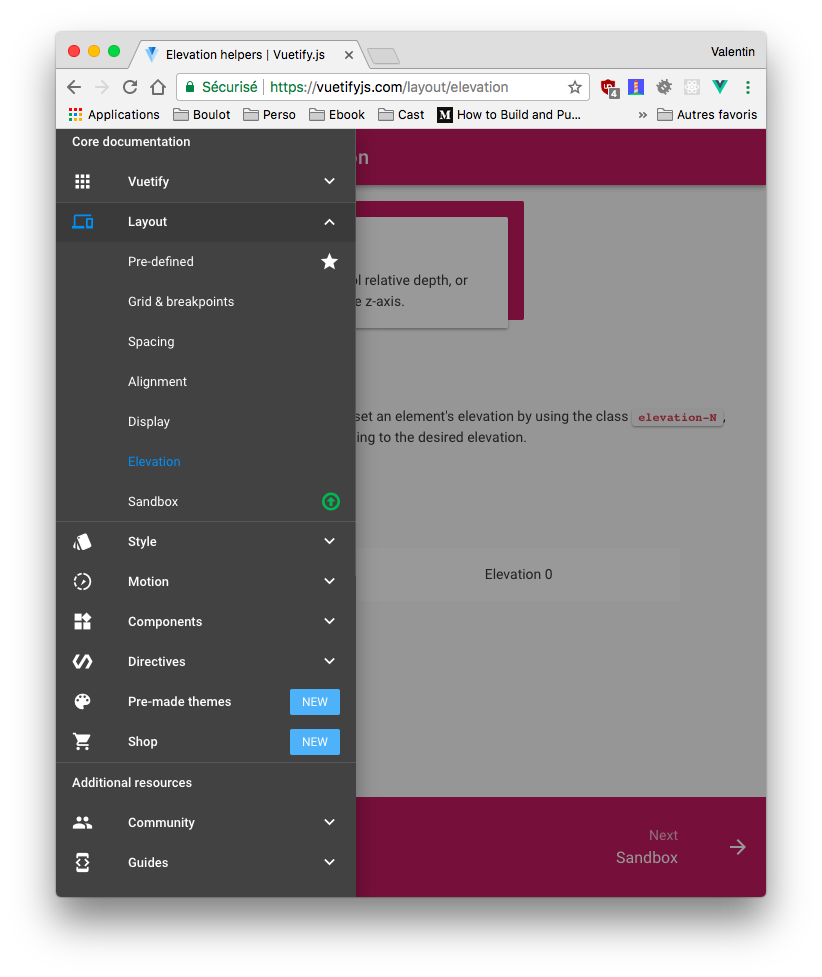 Elevation helpers | Vuetify.js
Valentin
Sécurisé https://vuetifyjs.com/layout/elevation
4
Applications Boulot Perso Ebook Cast M How to Build and Pu... » Autres favoris
Core documentation
Vuetify
Layout
Pre-defined
Grid & breakpoints
Spacing
Alignment
Display
Elevation
Sandbox
Style
Motion
Components
Directives
Pre-made themes NEW
Shop NEW
Additional resources
Community
Guides
on
relative depth, or
z-axis.
set an element's elevation by using the class elevation-N,
ing to the desired elevation.
Elevation 0
Next
Sandbox